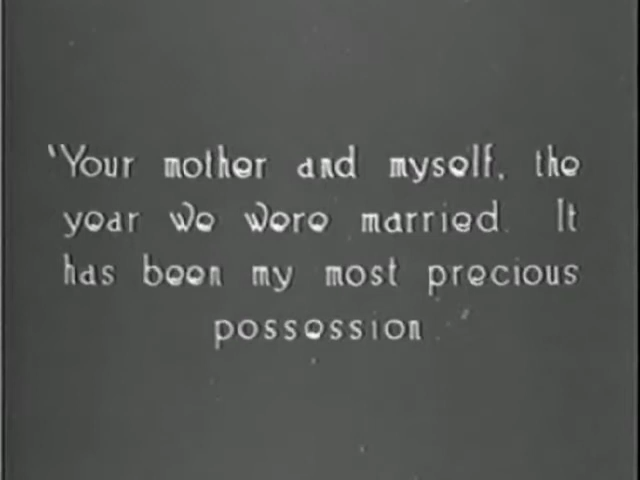 ‘Your mother and myself, the
year we were married. It
has been my most precious
possession